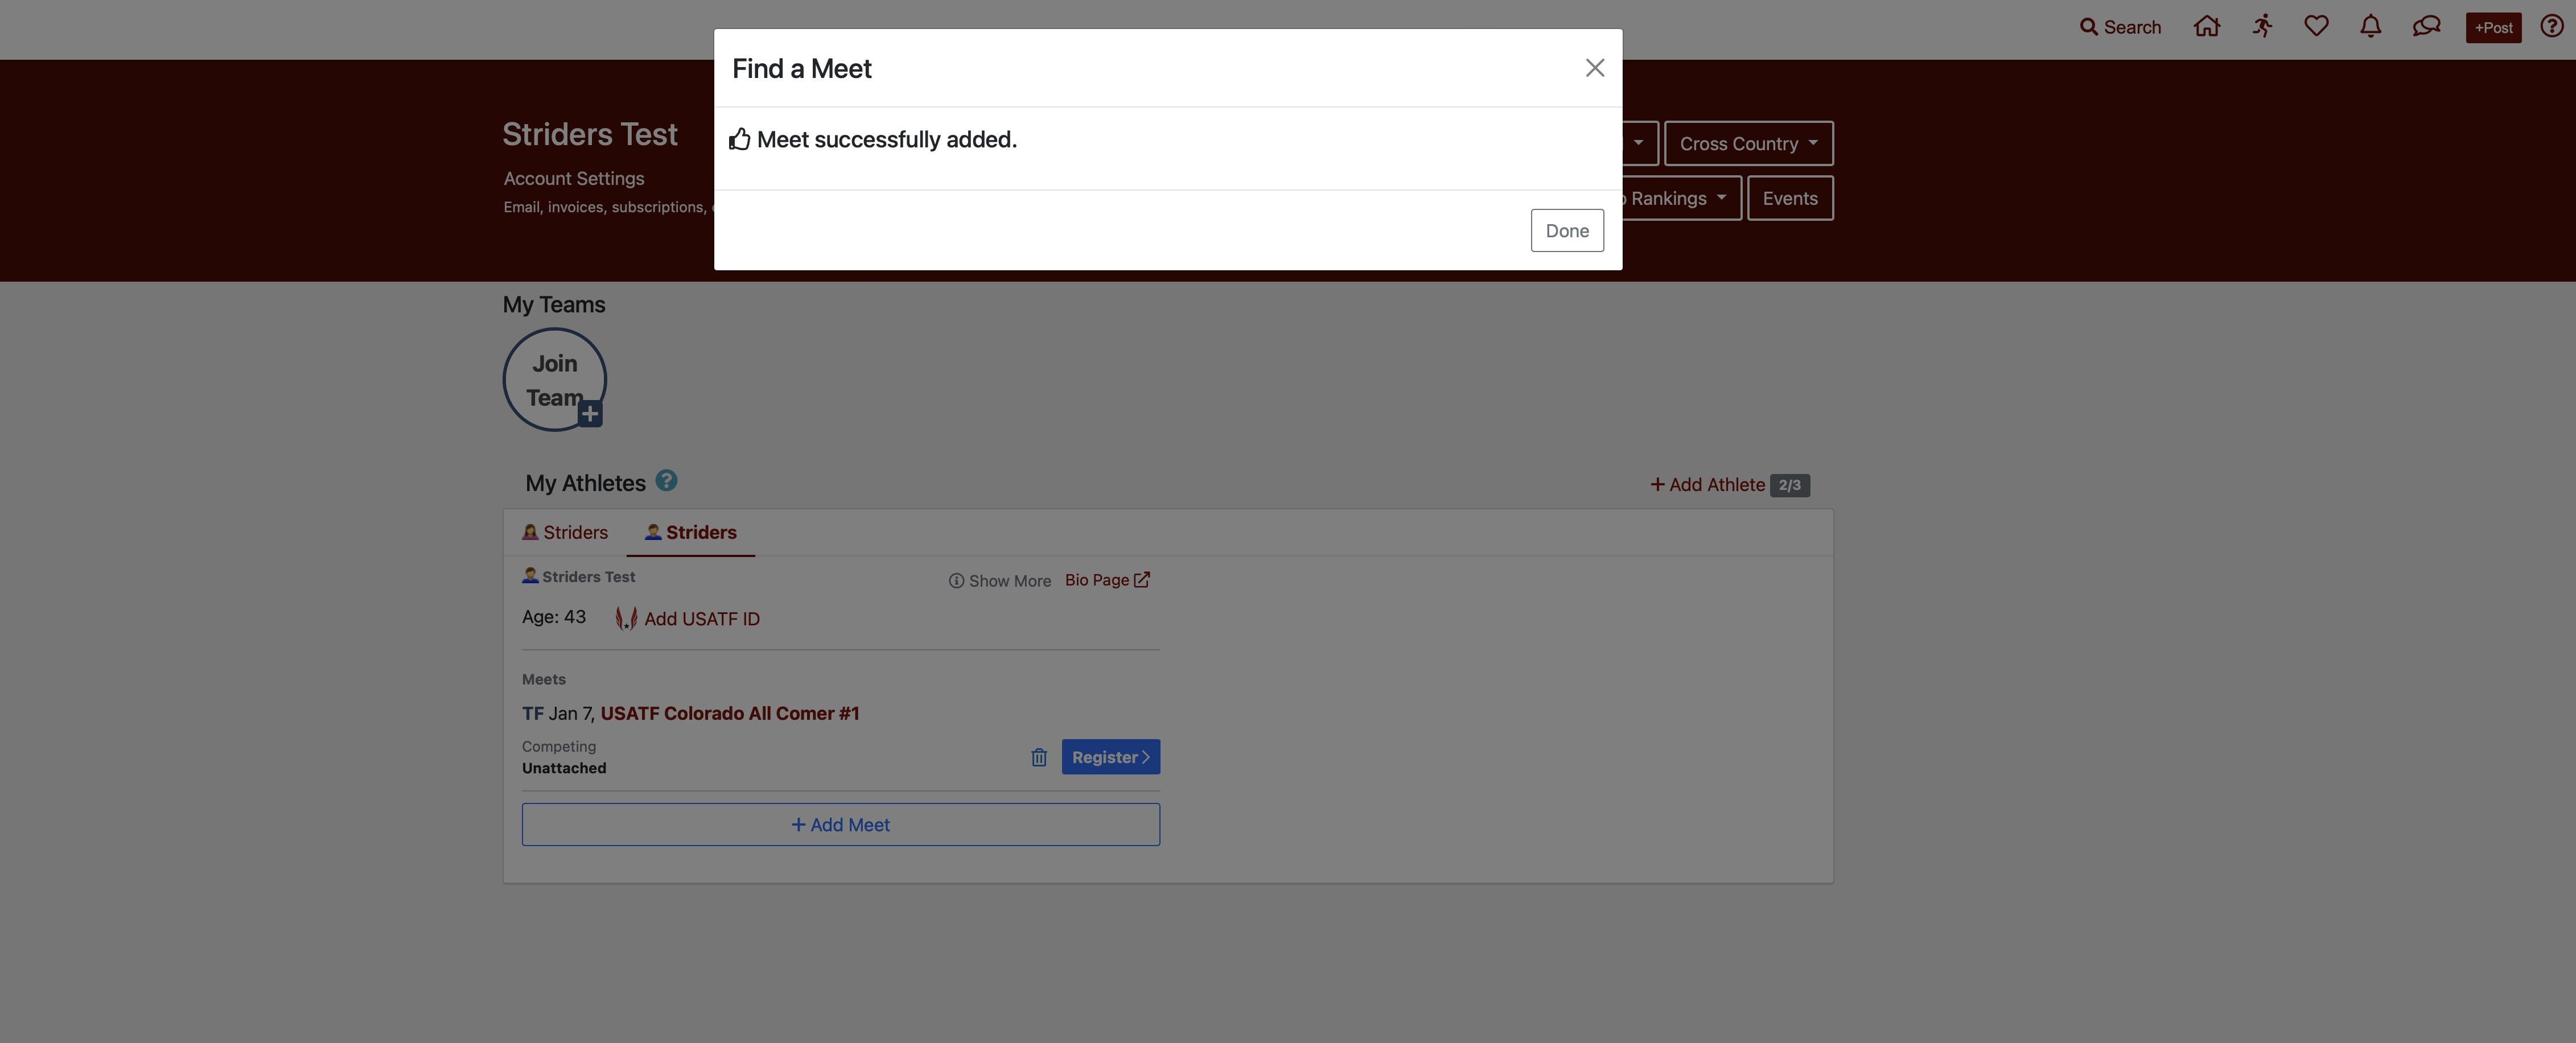 Search
+Post
Find a Meet
Meet successfully added.
Done
Striders Test
Account Settings
Email, invoices, subscriptions,
Cross Country
Rankings
Events
My Teams
Join
Team
My Athletes
+ Add Athlete 2/3
Striders
Striders
Striders Test
Show More
Bio Page
Age: 43
Add USATF ID
Meets
TF Jan 7, USATF Colorado All Comer #1
Competing
Unattached
Register
+ Add Meet